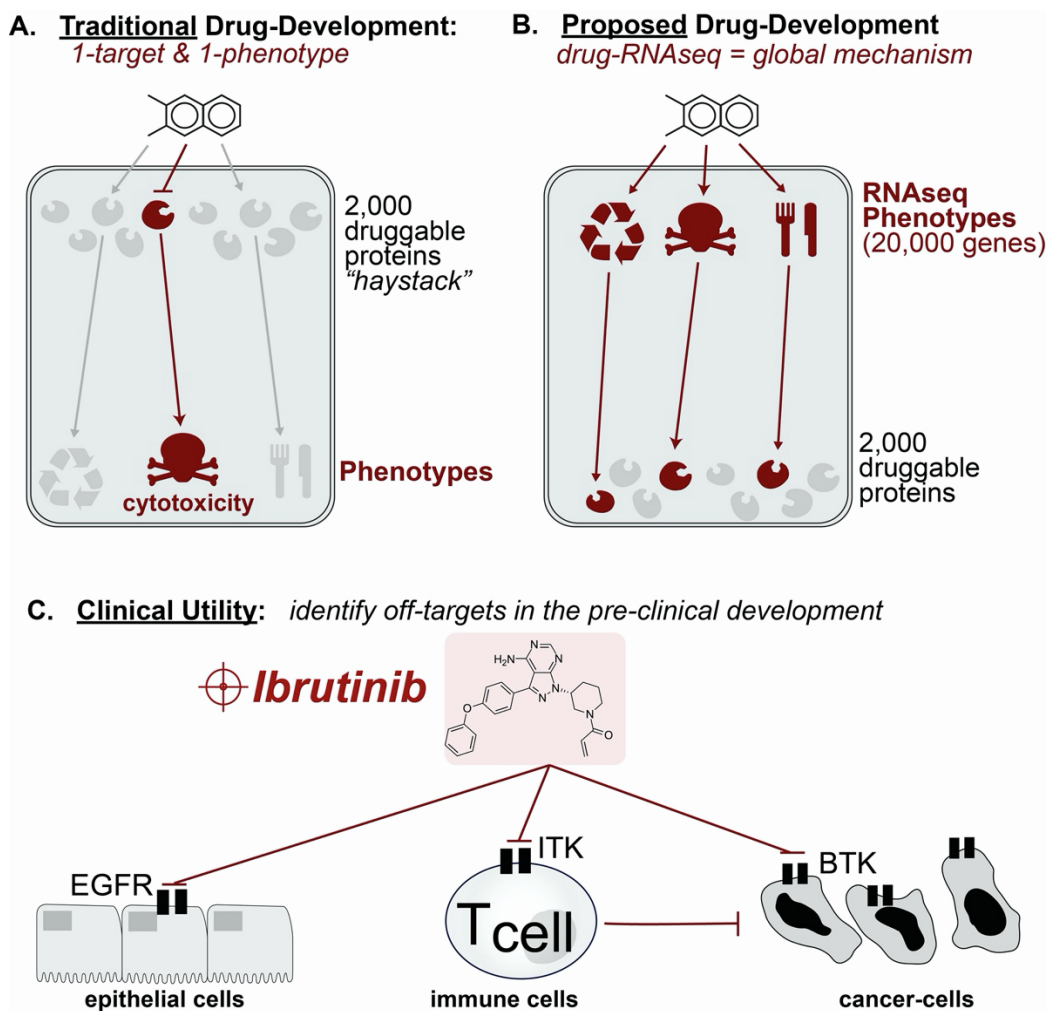 A. Traditional Drug-Development:
1-target & 1-phenotype
2,000
druggable
proteins
“haystack”
Phenotypes
cytotoxicity
B. Proposed Drug-Development
drug-RNAseq = global mechanism
RNAseq
Phenotypes
(20,000 genes)
2,000
druggable
proteins
C. Clinical Utility: identify off-targets in the pre-clinical development
Ibrutinib
N
N
H2N
N
N
O
N
O
EGFR
ITK
BTK
Tcell
epithelial cells
immune cells
cancer-cells